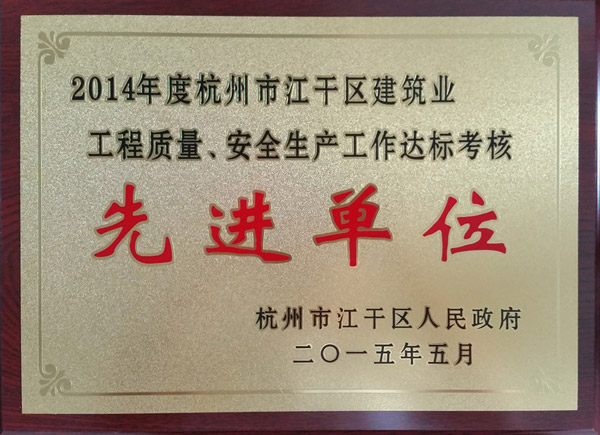 2014年度杭州市江干区建筑业
工程质量、安全生产工作达标考核
先进单位
杭州市江干区人民政府
二〇一五年五月